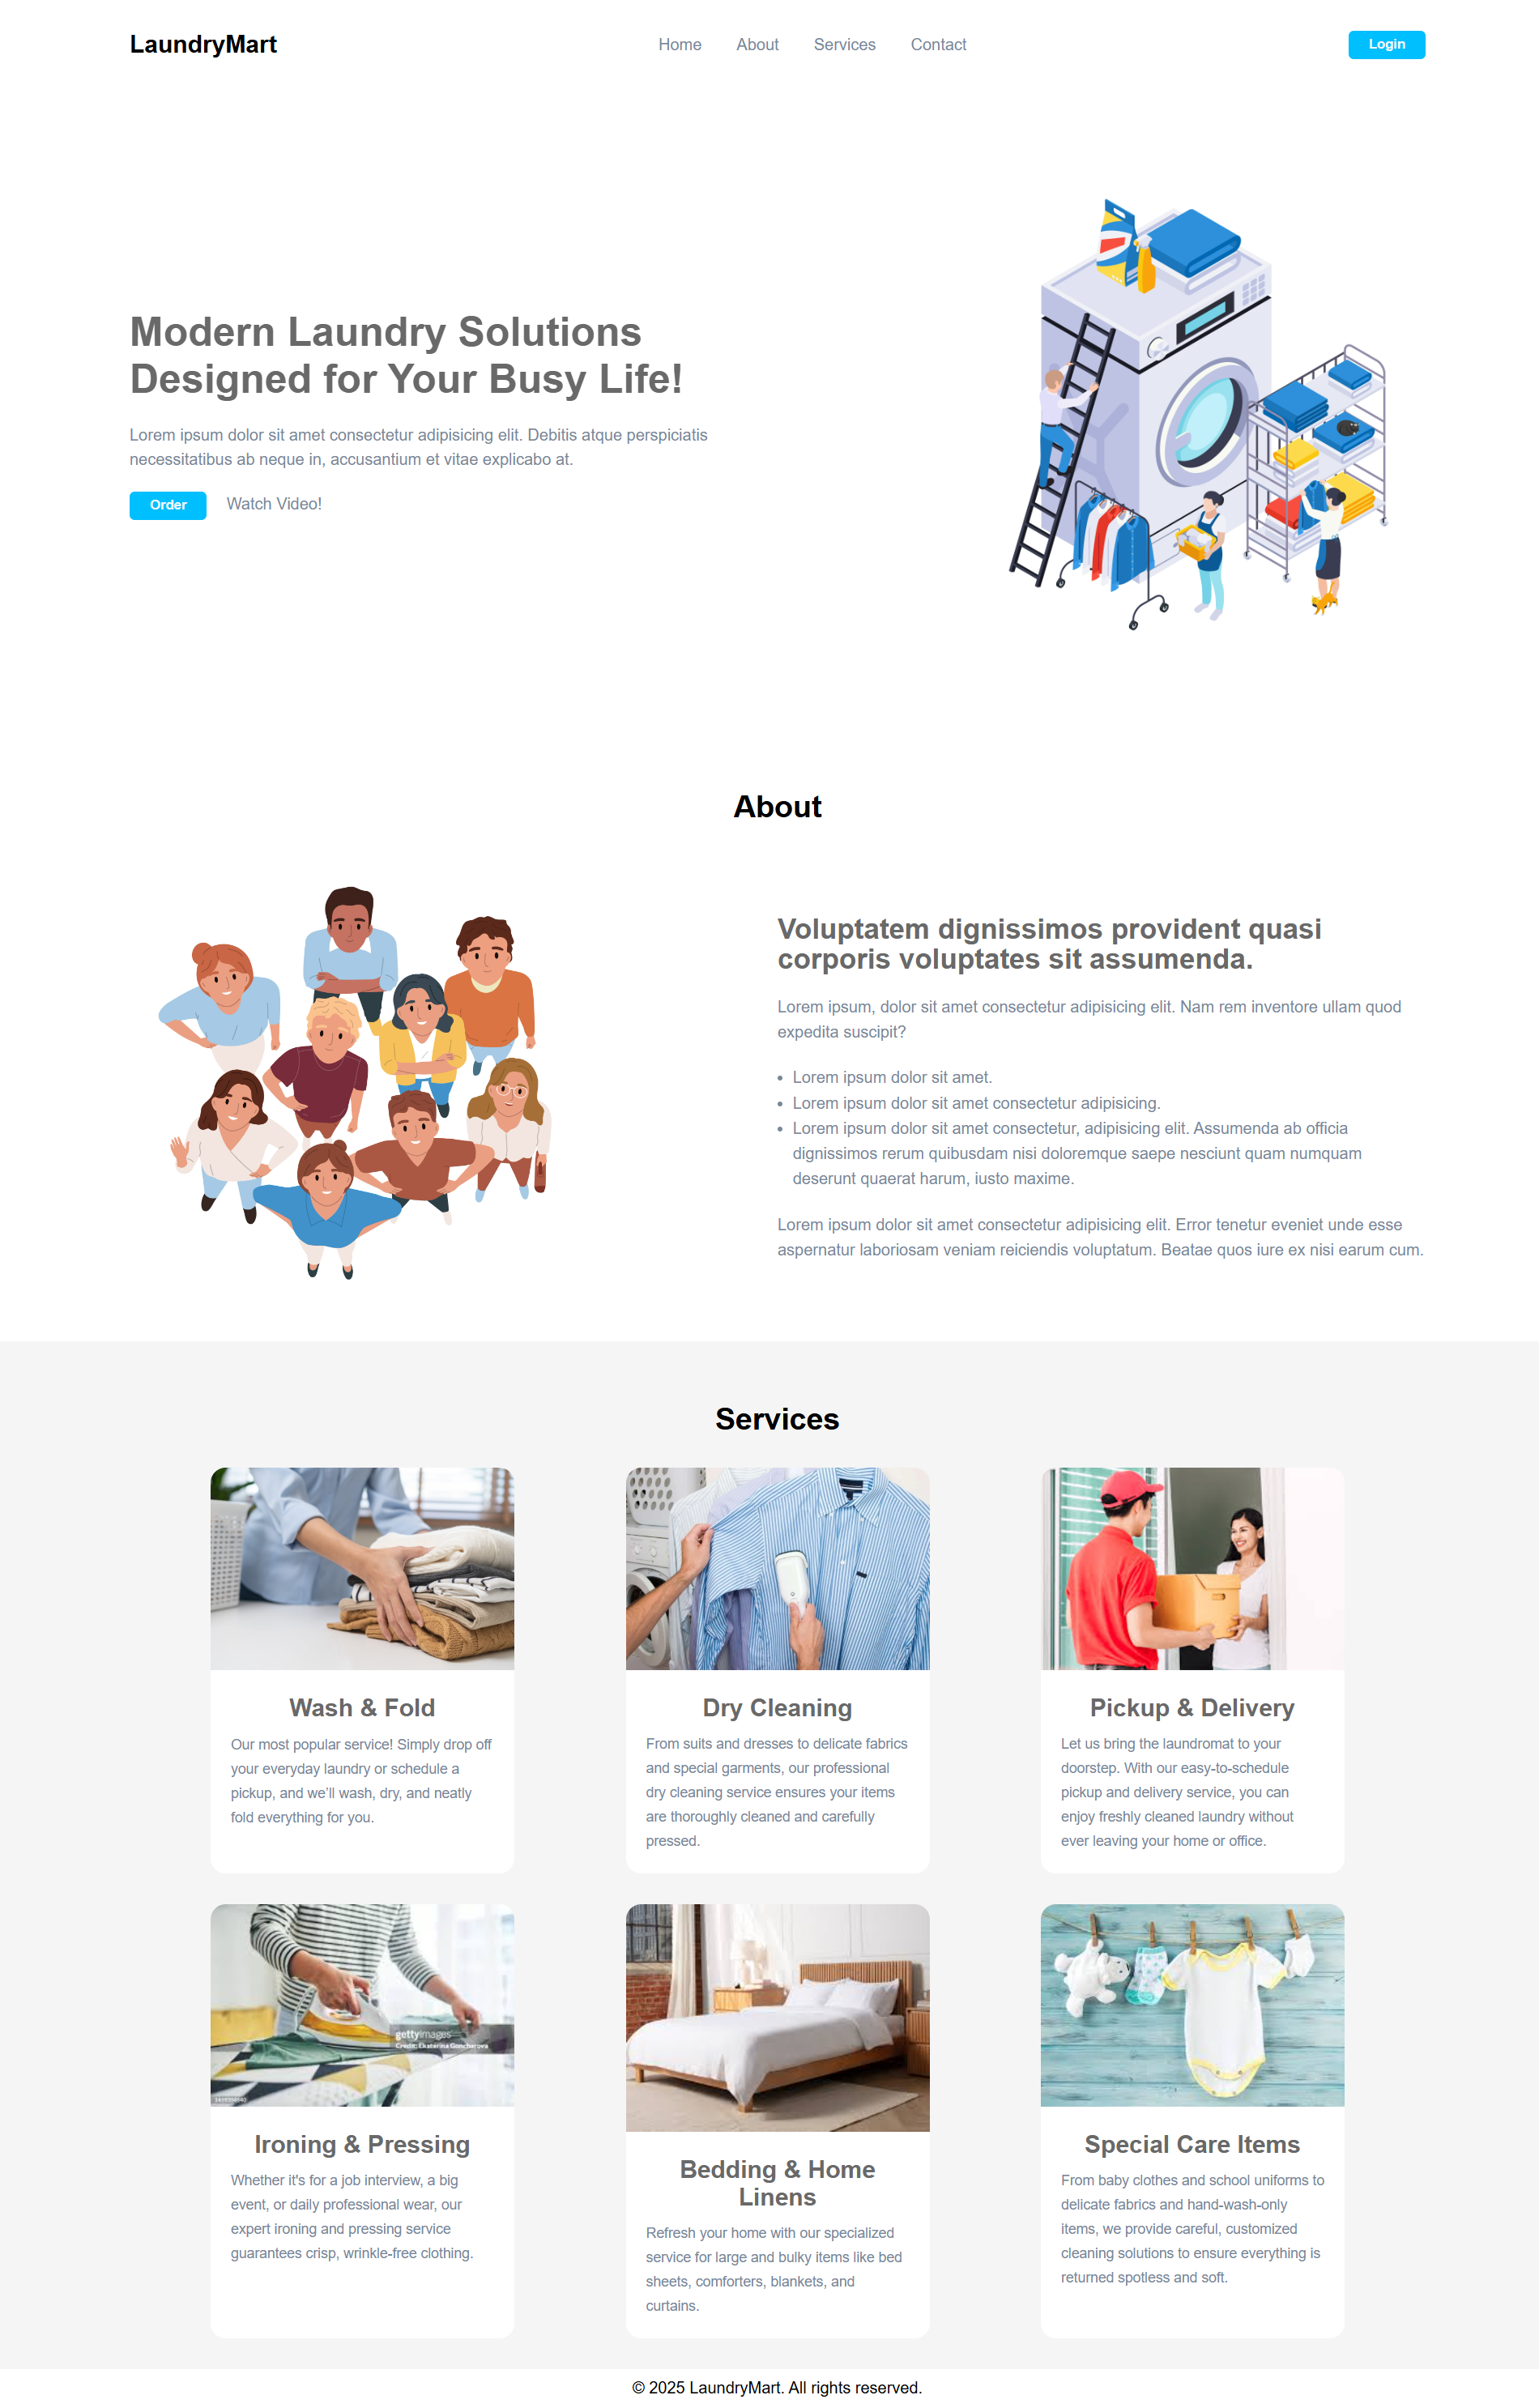 LaundryMart
Home About Services Contact
Login
Modern Laundry Solutions
Designed for Your Busy Life!
Lorem ipsum dolor sit amet consectetur adipisicing elit. Debitis atque perspiciatis
necessitatibus ab neque in, accusantium et vitae explicabo at.
Order Watch Video!
About
Voluptatem dignissimos provident quasi
corporis voluptates sit assumenda.
Lorem ipsum, dolor sit amet consectetur adipisicing elit. Nam rem inventore ullam quod
expedita suscipit?
• Lorem ipsum dolor sit amet.
• Lorem ipsum dolor sit amet consectetur adipisicing.
• Lorem ipsum dolor sit amet consectetur, adipisicing elit. Assumenda ab officia
dignissimos rerum quibusdam nisi doloremque saepe nesciunt quam numquam
deserunt quaerat harum, iusto maxime.
Lorem ipsum dolor sit amet consectetur adipisicing elit. Error tenetur eveniet unde esse
aspernatur laboriosam veniam reiciendis voluptatum. Beatae quos iure ex nisi earum cum.
Services
Wash & Fold
Our most popular service! Simply drop off
your everyday laundry or schedule a
pickup, and we’ll wash, dry, and neatly
fold everything for you.
Dry Cleaning
From suits and dresses to delicate fabrics
and special garments, our professional
dry cleaning service ensures your items
are thoroughly cleaned and carefully
pressed.
Pickup & Delivery
Let us bring the laundromat to your
doorstep. With our easy-to-schedule
pickup and delivery service, you can
enjoy freshly cleaned laundry without
ever leaving your home or office.
gettyimages
Credit: Ekaterina Goncharova
Ironing & Pressing
Whether it's for a job interview, a big
event, or daily professional wear, our
expert ironing and pressing service
guarantees crisp, wrinkle-free clothing.
Bedding & Home
Linens
Refresh your home with our specialized
service for large and bulky items like bed
sheets, comforters, blankets, and
curtains.
Special Care Items
From baby clothes and school uniforms to
delicate fabrics and hand-wash-only
items, we provide careful, customized
cleaning solutions to ensure everything is
returned spotless and soft.
© 2025 LaundryMart. All rights reserved.